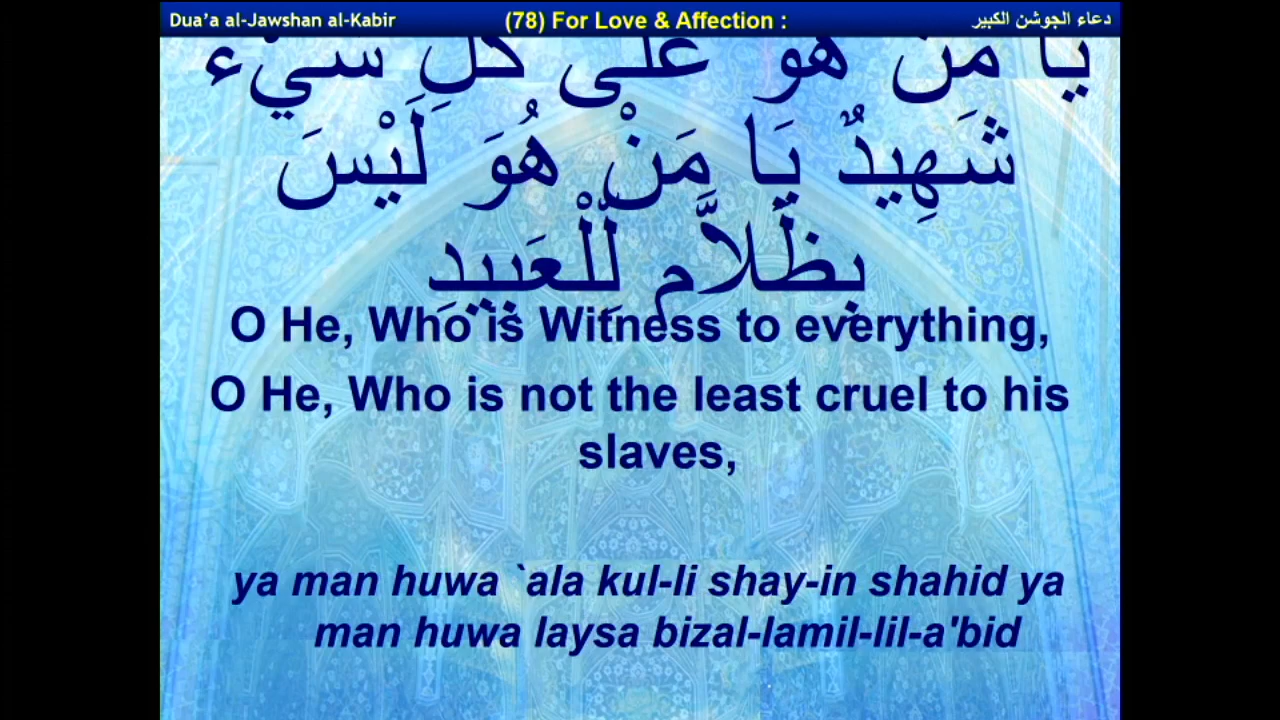 Dua’a al-Jawshan al-Kabir (78) For Love & Affection : دعاء الجوشن الكبير
يَا مَنْ هُوَ عَلَى كُلِّ شَيْءٍ
شَهِيدٌ يَا مَنْ هُوَ لَيْسَ
بِظَلاَّمٍ لِّلْعَبِيدِ
O He, Who is Witness to everything,
O He, Who is not the least cruel to his
slaves,
ya man huwa `ala kul-li shay-in shahid ya
man huwa laysa bizal-lamil-lil-a'bid